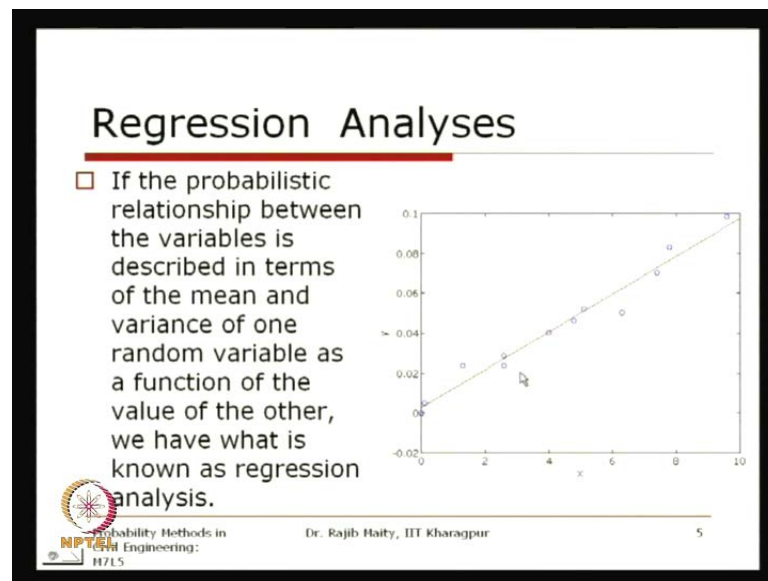 Regression Analyses
If the probabilistic
relationship between
the variables is
described in terms
of the mean and
variance of one
random variable as
a function of the
value of the other,
we have what is
known as regression
analysis.
0.1
0.08
0.06
0.04
0.02
0
-0.02
y
0 2 4 6 8 10
x
NPTEL
Probability Methods in
Civil Engineering:
M7L5
Dr. Rajib Maity, IIT Kharagpur
5